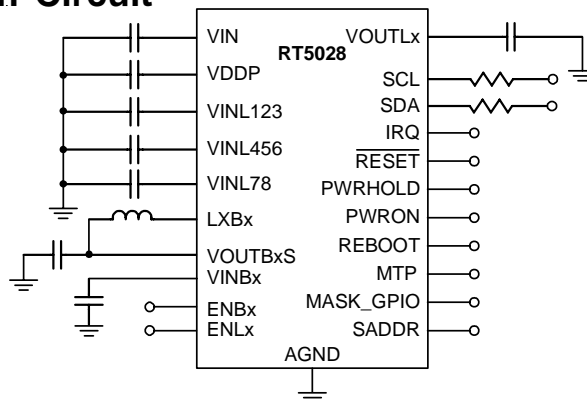 Circuit
VIN
VDDP
VINL123
VINL456
VINL78
LXBx
VOUTBxS
VINBx
ENBx
ENLx
RT5028
VOUTLx
SCL
SDA
IRQ
RESET
PWRHOLD
PWRON
REBOOT
MTP
MASK_GPIO
SADDR
AGND